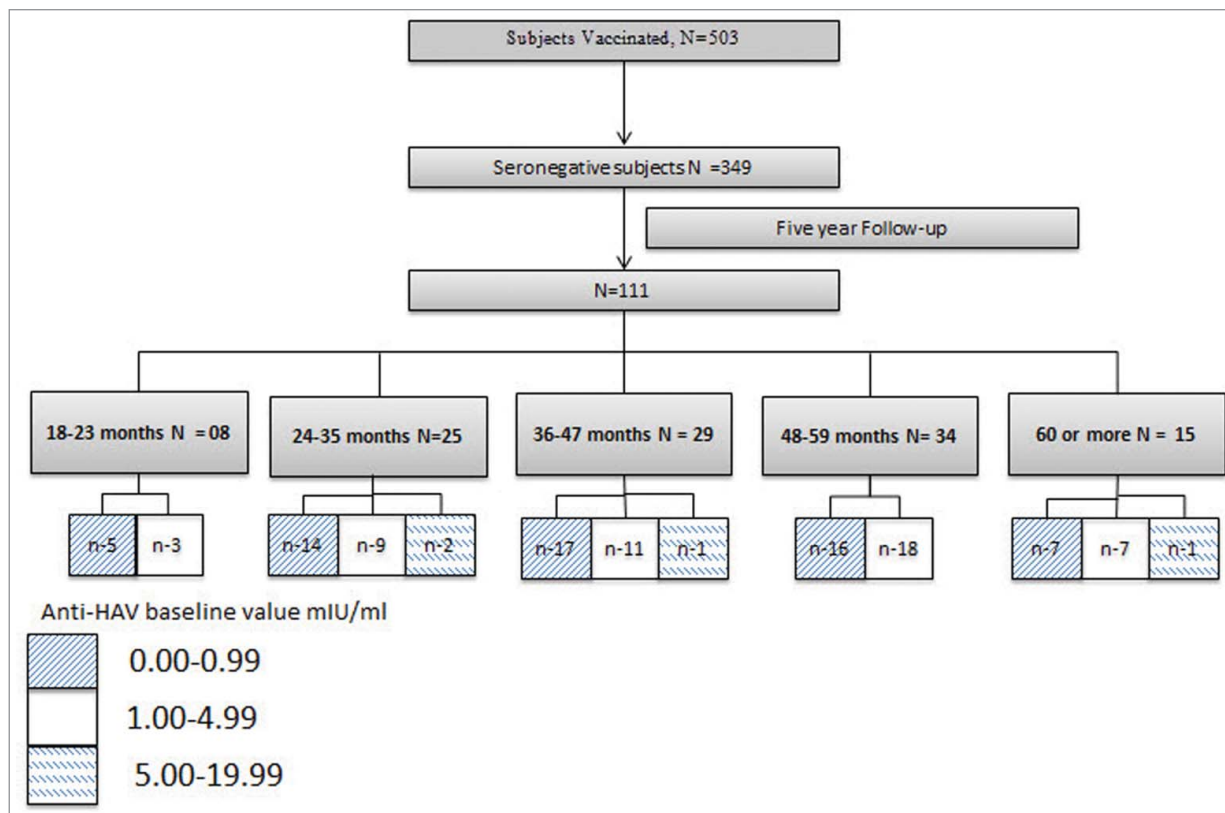 Subjects Vaccinated, N=503
Seronegative subjects N =349
Five year Follow-up
N=111
18-23 months N = 08
24-35 months N=25
36-47 months N = 29
48-59 months N= 34
60 or more N = 15
n-5 n-3
n-14 n-9 n-2
n-17 n-11 n-1
n-16 n-18
n-7 n-7 n-1
Anti-HAV baseline value mIU/ml
0.00-0.99
1.00-4.99
5.00-19.99